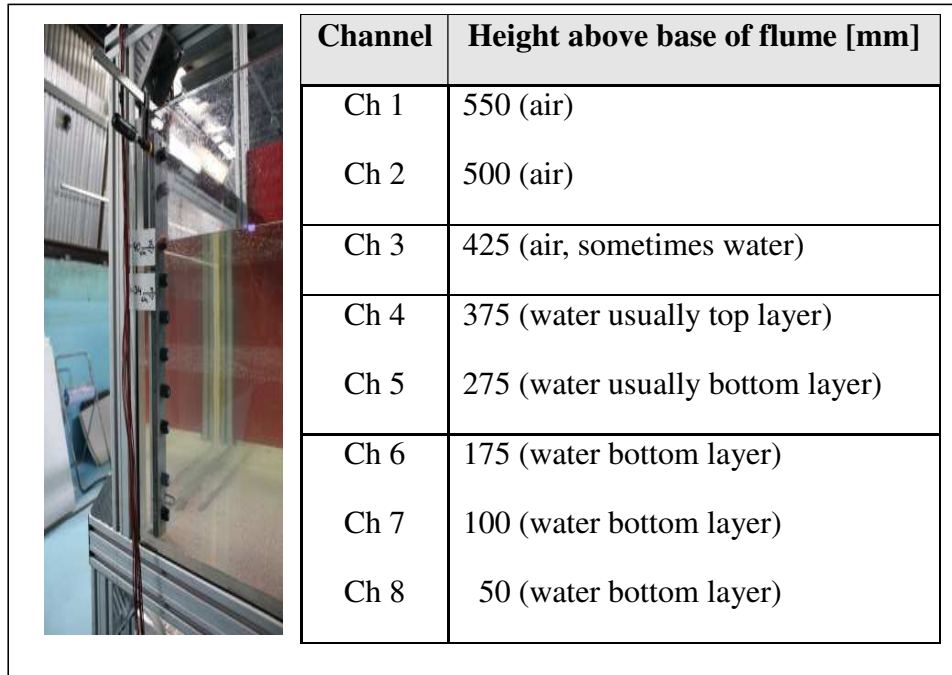 Channel Height above base of flume [mm]
Ch 1 550 (air)
Ch 2 500 (air)
Ch 3 425 (air, sometimes water)
Ch 4 375 (water usually top layer)
Ch 5 275 (water usually bottom layer)
Ch 6 175 (water bottom layer)
Ch 7 100 (water bottom layer)
Ch 8 50 (water bottom layer)